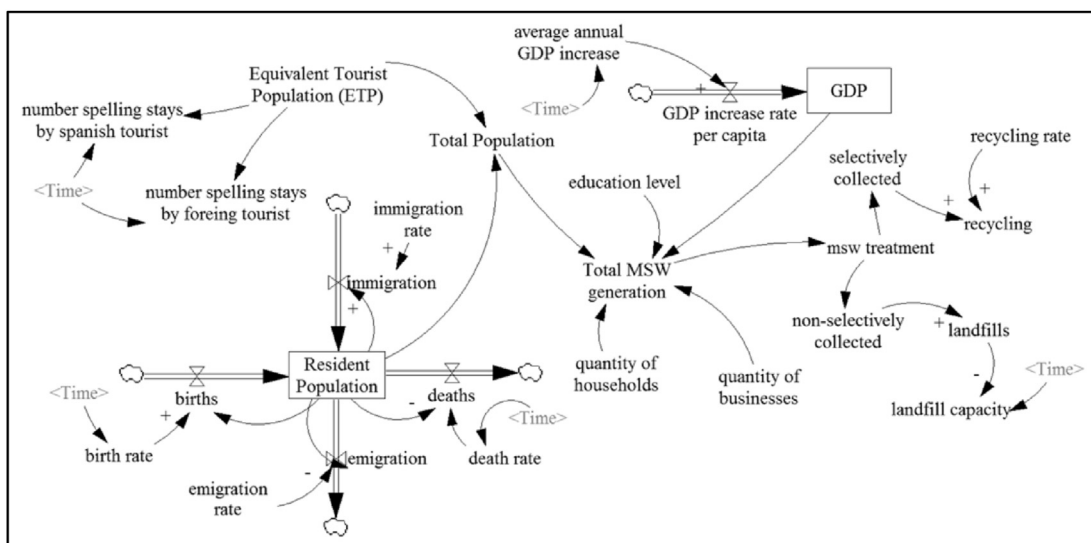 average annual
GDP increase
Equivalent Tourist
Population (ETP)
number spelling stays
by spanish tourist
<Time>
+
GDP
GDP increase rate
per capita
Total Population
selectively
collected
recycling rate
<Time>
education level
number spelling stays
by foreing tourist
immigration
rate
+
+
+
recycling
msw treatment
immigration
+
Total MSW
generation
non-selectively
collected
+
landfills
Resident
Population
quantity of
households
quantity of
businesses
-
<Time>
<Time>
births
+
-
deaths
<Time>
landfill capacity
birth rate
emigration
death rate
-
emigration
rate